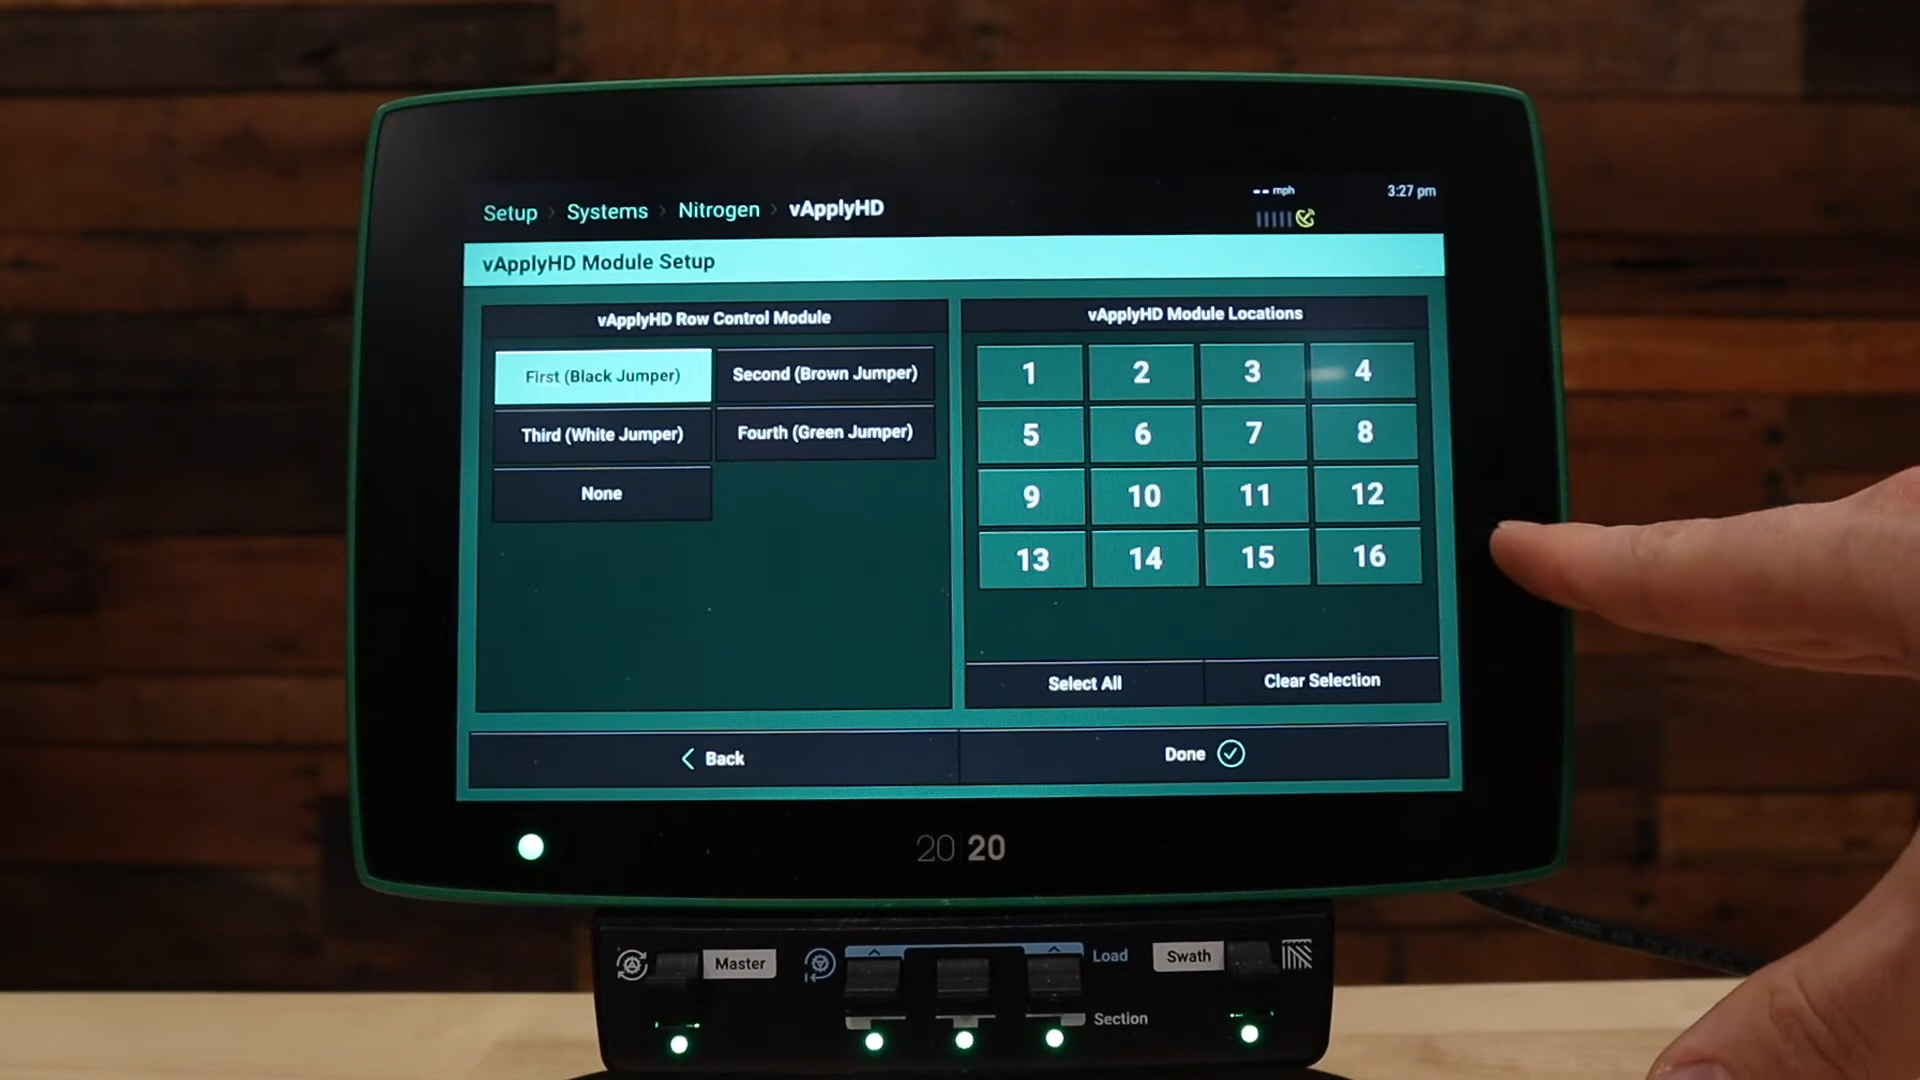 Setup > Systems > Nitrogen > vApplyHD
-- mph
3:27 pm
vApplyHD Module Setup
vApplyHD Row Control Module
First (Black Jumper)
Second (Brown Jumper)
Third (White Jumper)
Fourth (Green Jumper)
None
vApplyHD Module Locations
1 2 3 4
5 6 7 8
9 10 11 12
13 14 15 16
Select All
Clear Selection
Back
Done
20|20
Master
Load
Swath
Section